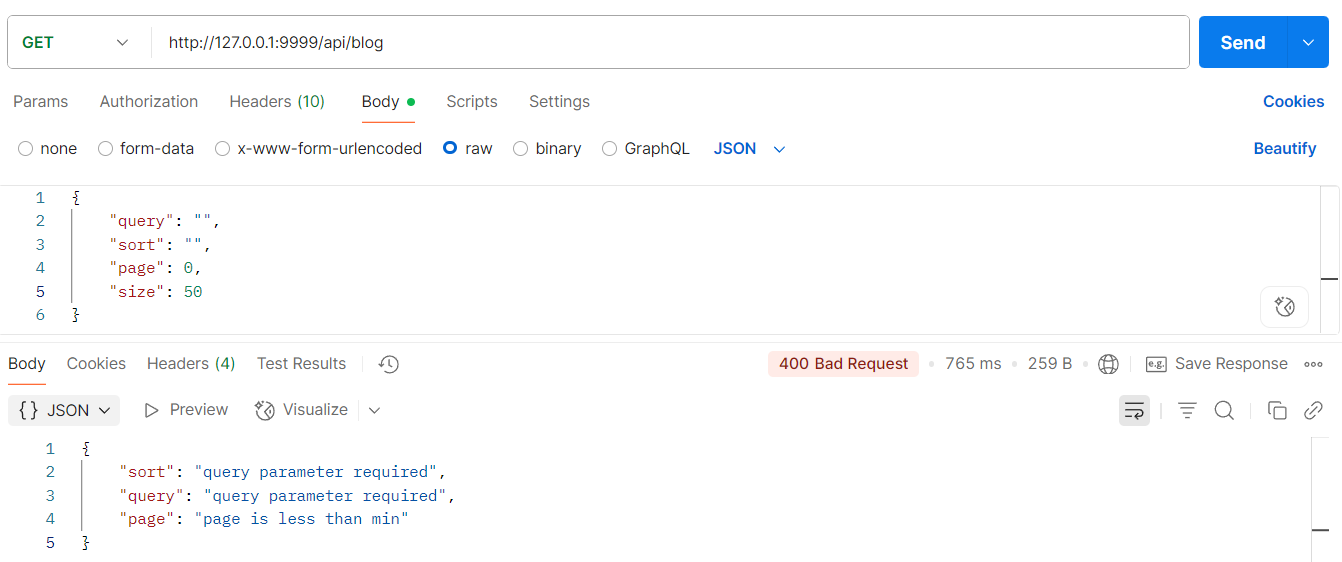 GET http://127.0.0.1:9999/api/blog Send
Params Authorization Headers (10) Body Scripts Settings Cookies
none form-data x-www-form-urlencoded raw binary GraphQL JSON Beautify
1 {
2 "query": "",
3 "sort": "",
4 "page": 0,
5 "size": 50
6 }
Body Cookies Headers (4) Test Results 400 Bad Request 765 ms 259 B e.g. Save Response
{} JSON Preview Visualize
1 {
2 "sort": "query parameter required",
3 "query": "query parameter required",
4 "page": "page is less than min"
5 }